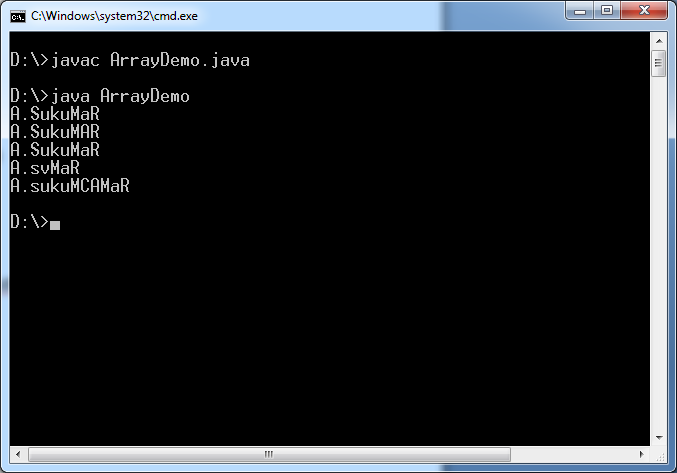 C:\Windows\system32\cmd.exe
D:\>javac ArrayDemo.java
D:\>java ArrayDemo
A.SukuMaR
A.SukuMAR
A.SukuMaR
A.svMaR
A.sukuMCAMaR
D:\>